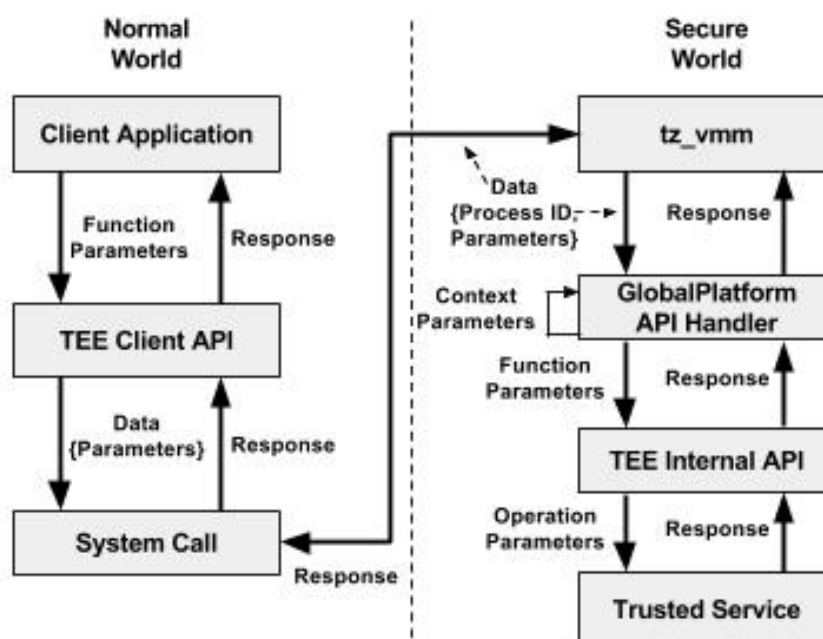 Normal
World
Secure
World
Client Application
tz_vmm
Function
Parameters
Response
Data
{Process ID,
Parameters}
Response
TEE Client API
Context
Parameters
GlobalPlatform
API Handler
Data
{Parameters}
Response
Function
Parameters
Response
TEE Internal API
System Call
Response
Operation
Parameters
Response
Trusted Service